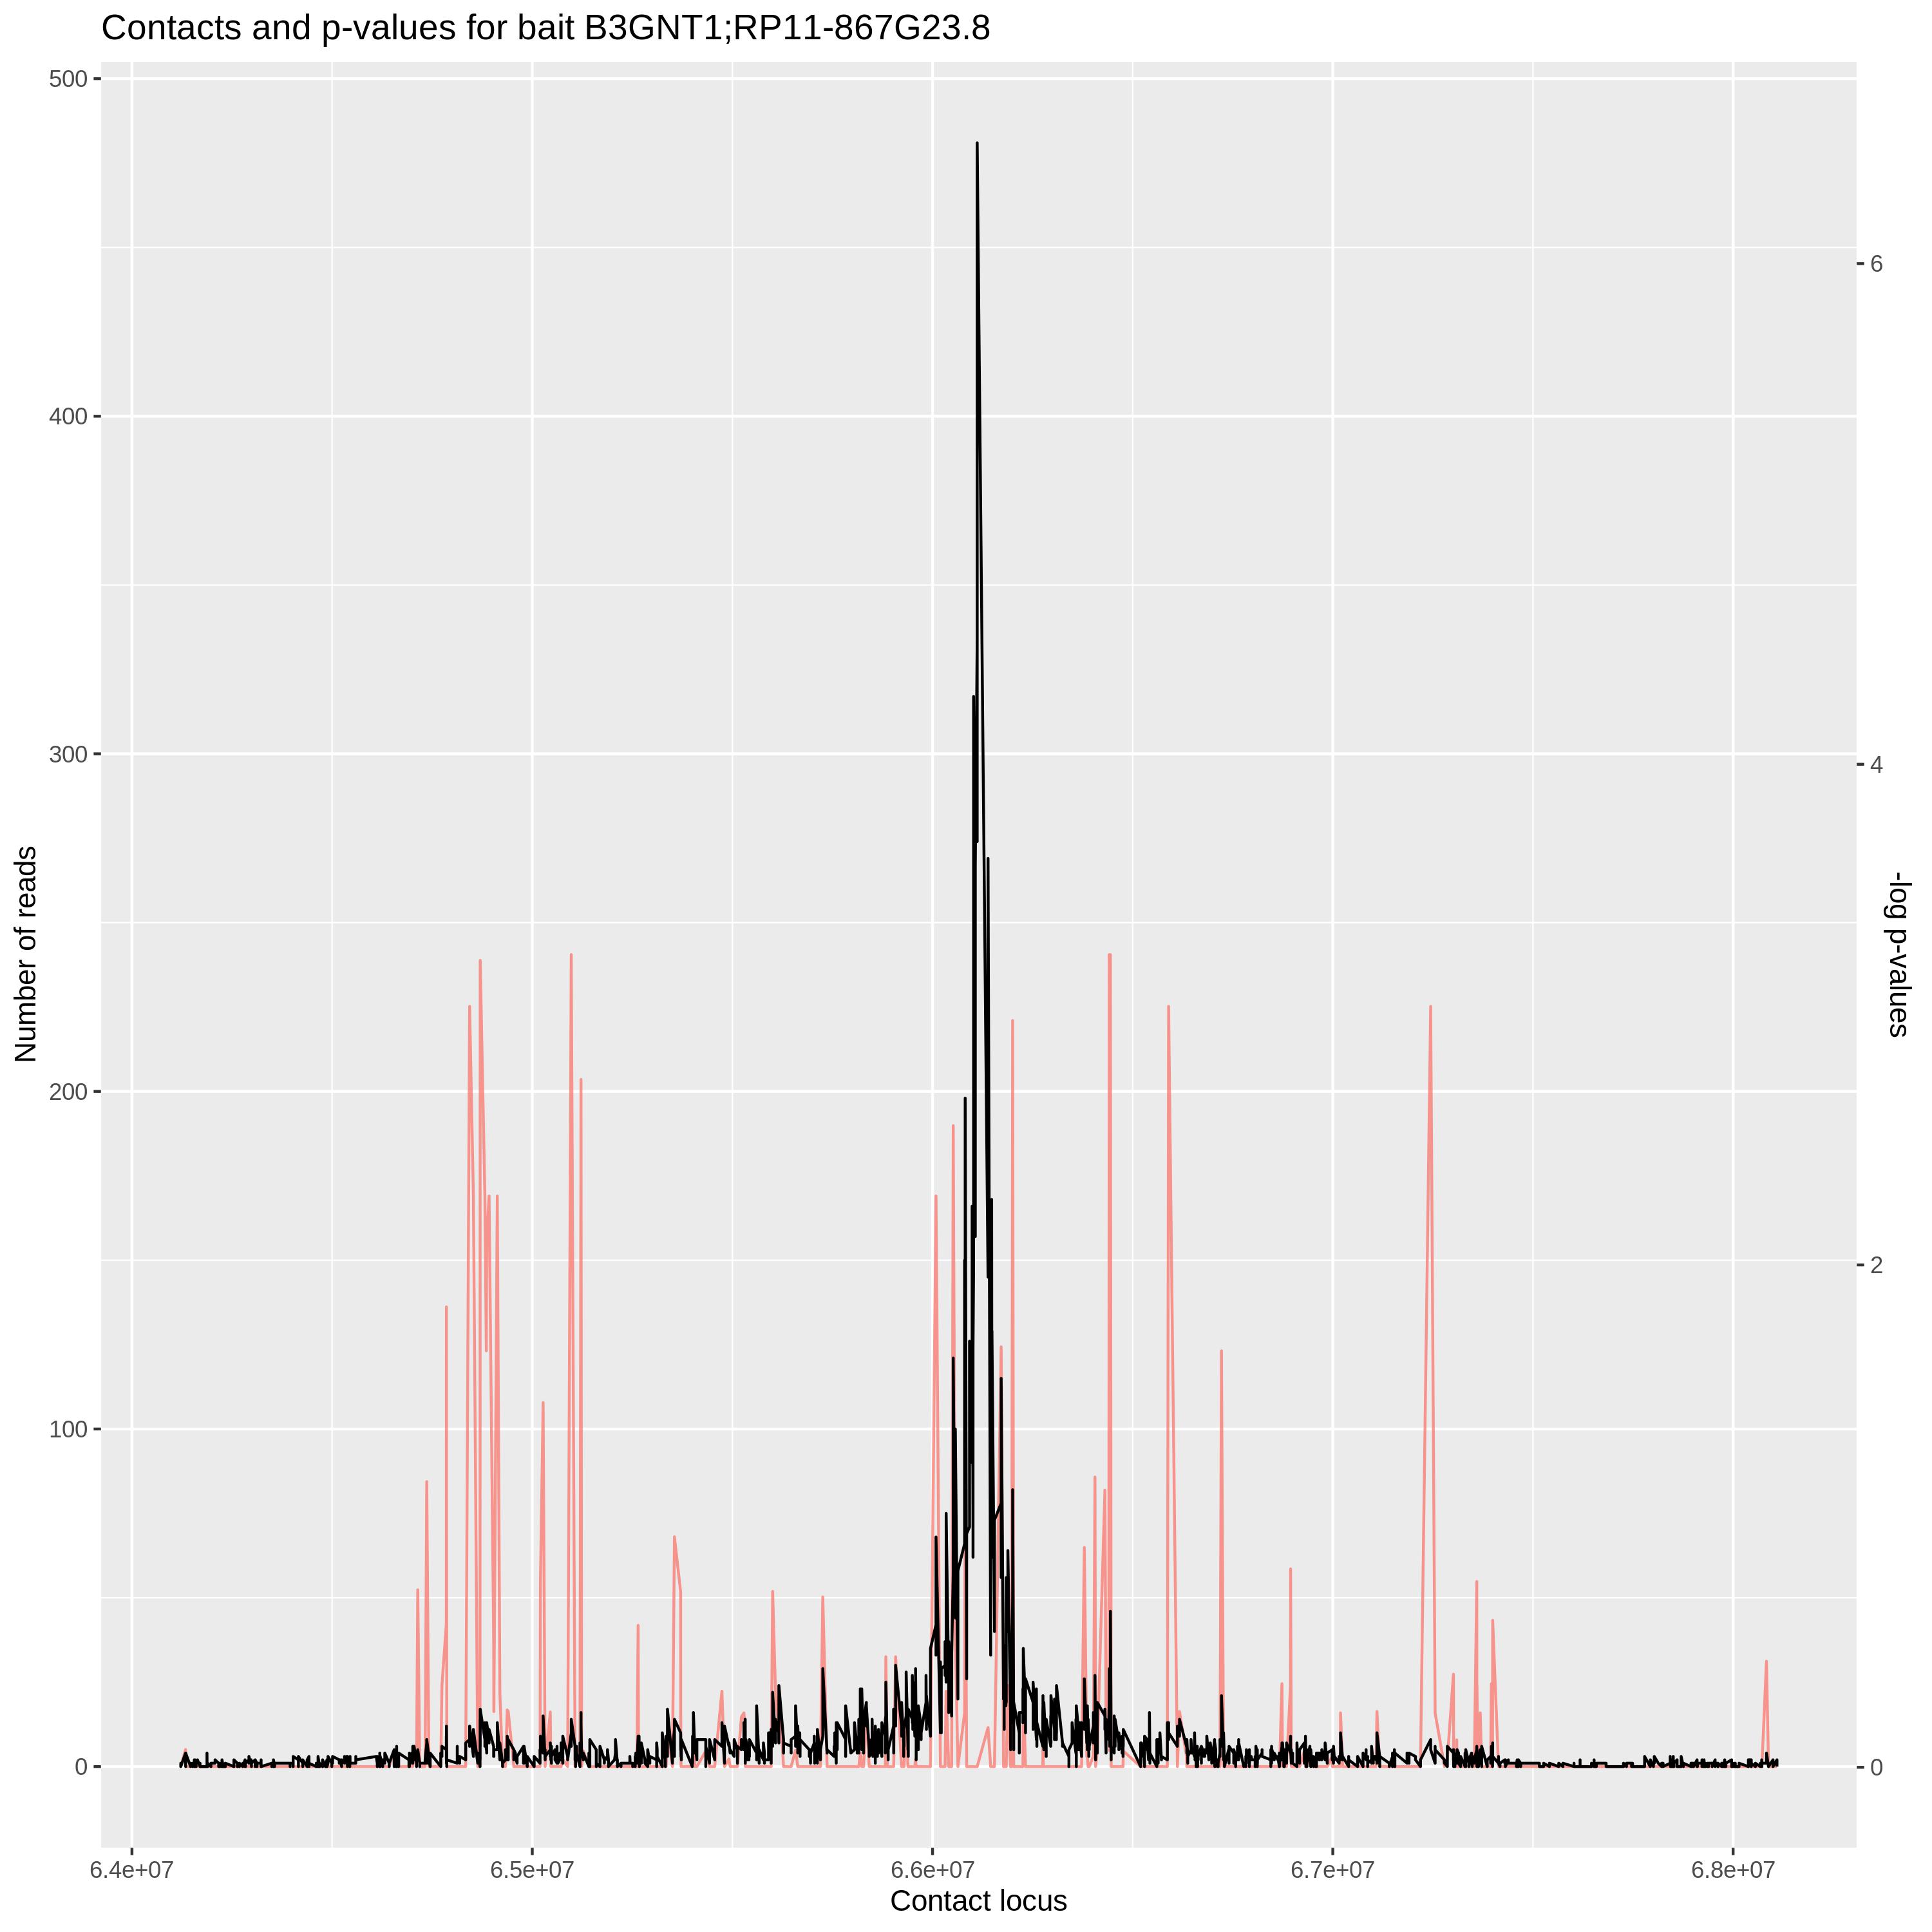 Contacts and p-values for bait B3GNT1;RP11-867G23.8
500
400
300
200
100
0
Number of reads
6
4
2
0
-log p-values
6.4e+07
6.5e+07
6.6e+07
6.7e+07
6.8e+07
Contact locus